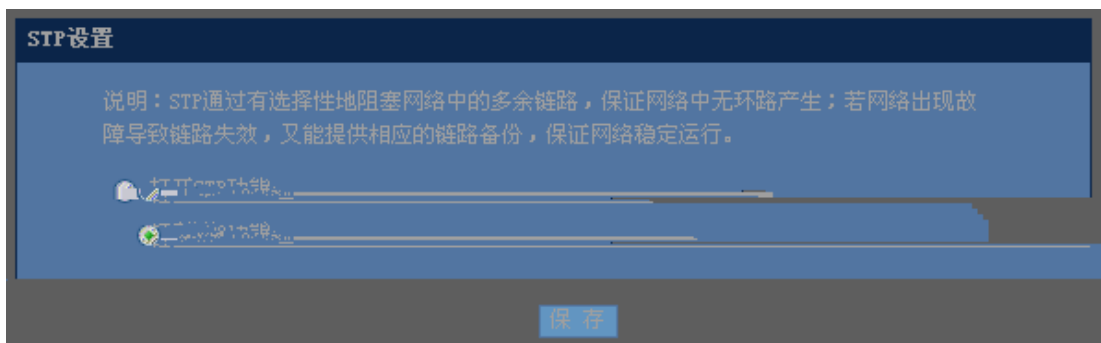 STP设置
说明：STP通过有选择性地阻塞网络中的多余链路，保证网络中无环路产生；若网络出现故
障导致链路失效，又能提供相应的链路备份，保证网络稳定运行。
保 存